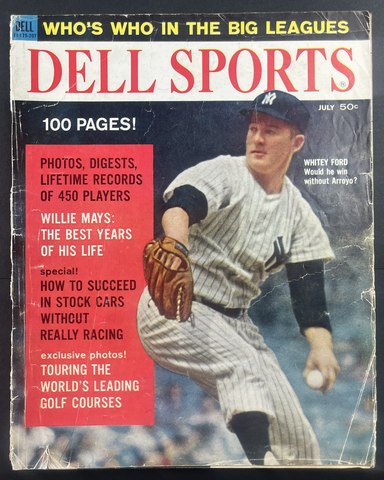 DELL
WHO'S WHO IN THE BIG LEAGUES
DELL SPORTS
JULY 50c
100 PAGES!
PHOTOS, DIGESTS,
LIFETIME RECORDS
OF 450 PLAYERS
WILLIE MAYS:
THE BEST YEARS
OF HIS LIFE
special!
HOW TO SUCCEED
IN STOCK CARS
WITHOUT
REALLY RACING
exclusive photos!
TOURING THE
WORLD'S LEADING
GOLF COURSES
WHITEY FORD
Would he win
without Arroyo?
NY